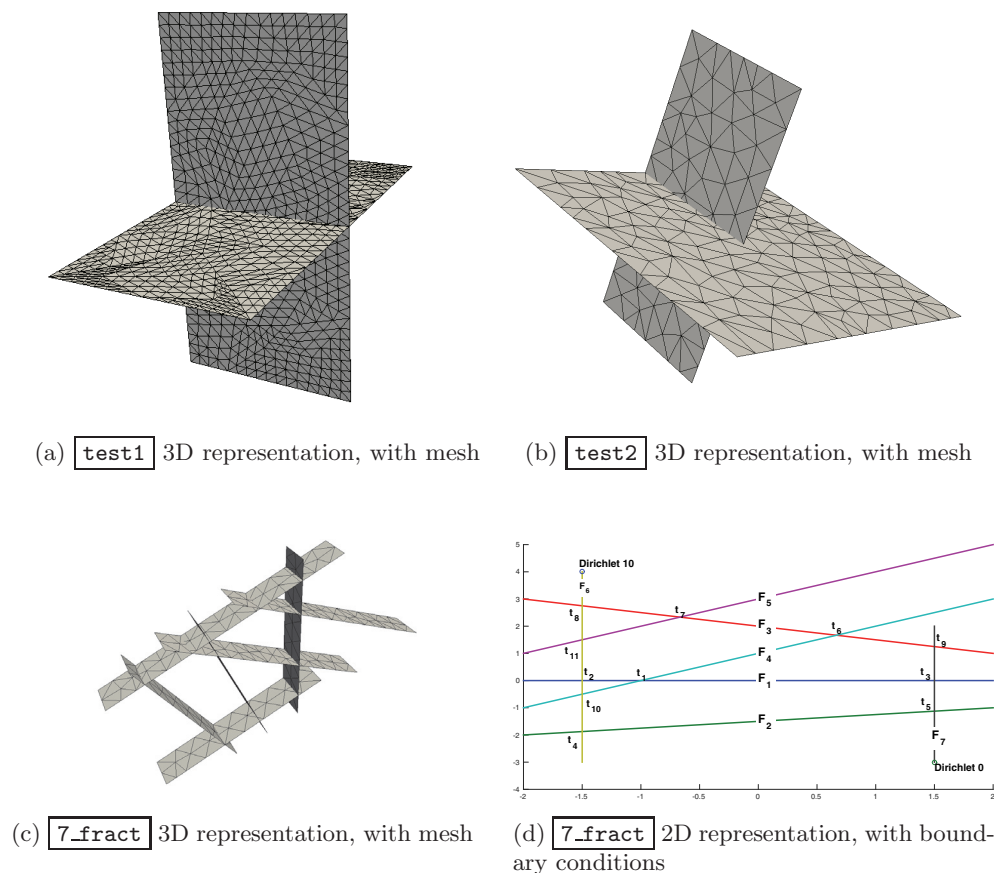 (a) test1 3D representation, with mesh
(b) test2 3D representation, with mesh
(c) 7_fract 3D representation, with mesh
5
4
3
2
1
0
-1
-2
-3
-4
-2
-1.5
-1
-0.5
0
0.5
1
1.5
2
Dirichlet 10
F6
t8
t7
F5
F3
t6
t9
t11
F4
t2
t1
F1
t3
t10
t5
t4
F2
F7
Dirichlet 0
(d) 7_fract 2D representation, with bound-
ary conditions